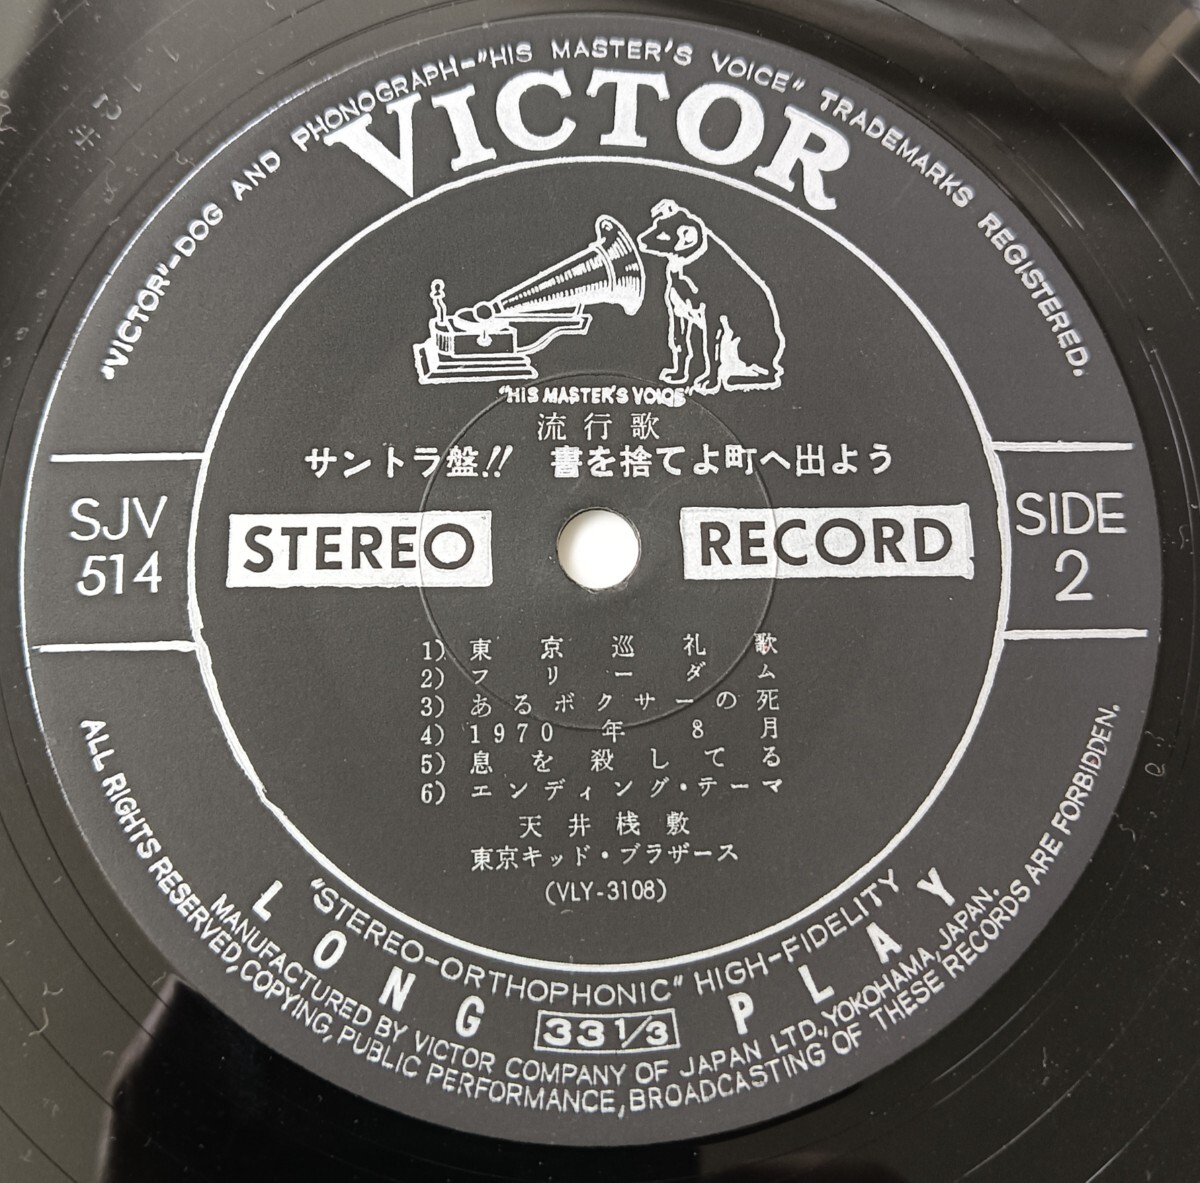 "VICTOR"-DOG AND PHONOGRAPH-"HIS MASTER'S VOICE" TRADEMARKS REGISTERED.
VICTOR
"HIS MASTER'S VOICE"
流行歌
サントラ盤!! 書を捨てよ町へ出よう
SJV
514
STEREO RECORD
SIDE
2
1) 東京巡礼歌
2) フリーダム
3) あるボクサーの死
4) 1970年8月
5) 息を殺してる
6) エンディング・テーマ
天井桟敷
東京キッド・ブラザース
(VLY-3108)
"STEREO-ORTHOPHONIC" HIGH-FIDELITY
LONG PLAY
33 1/3
MANUFACTURED BY VICTOR COMPANY OF JAPAN LTD., YOKOHAMA, JAPAN.
ALL RIGHTS RESERVED, COPYING, PUBLIC PERFORMANCE, BROADCASTING OF THESE RECORDS ARE FORBIDDEN.